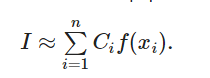 I ≈ ∑_{i=1}^{n} C_i f(x_i).